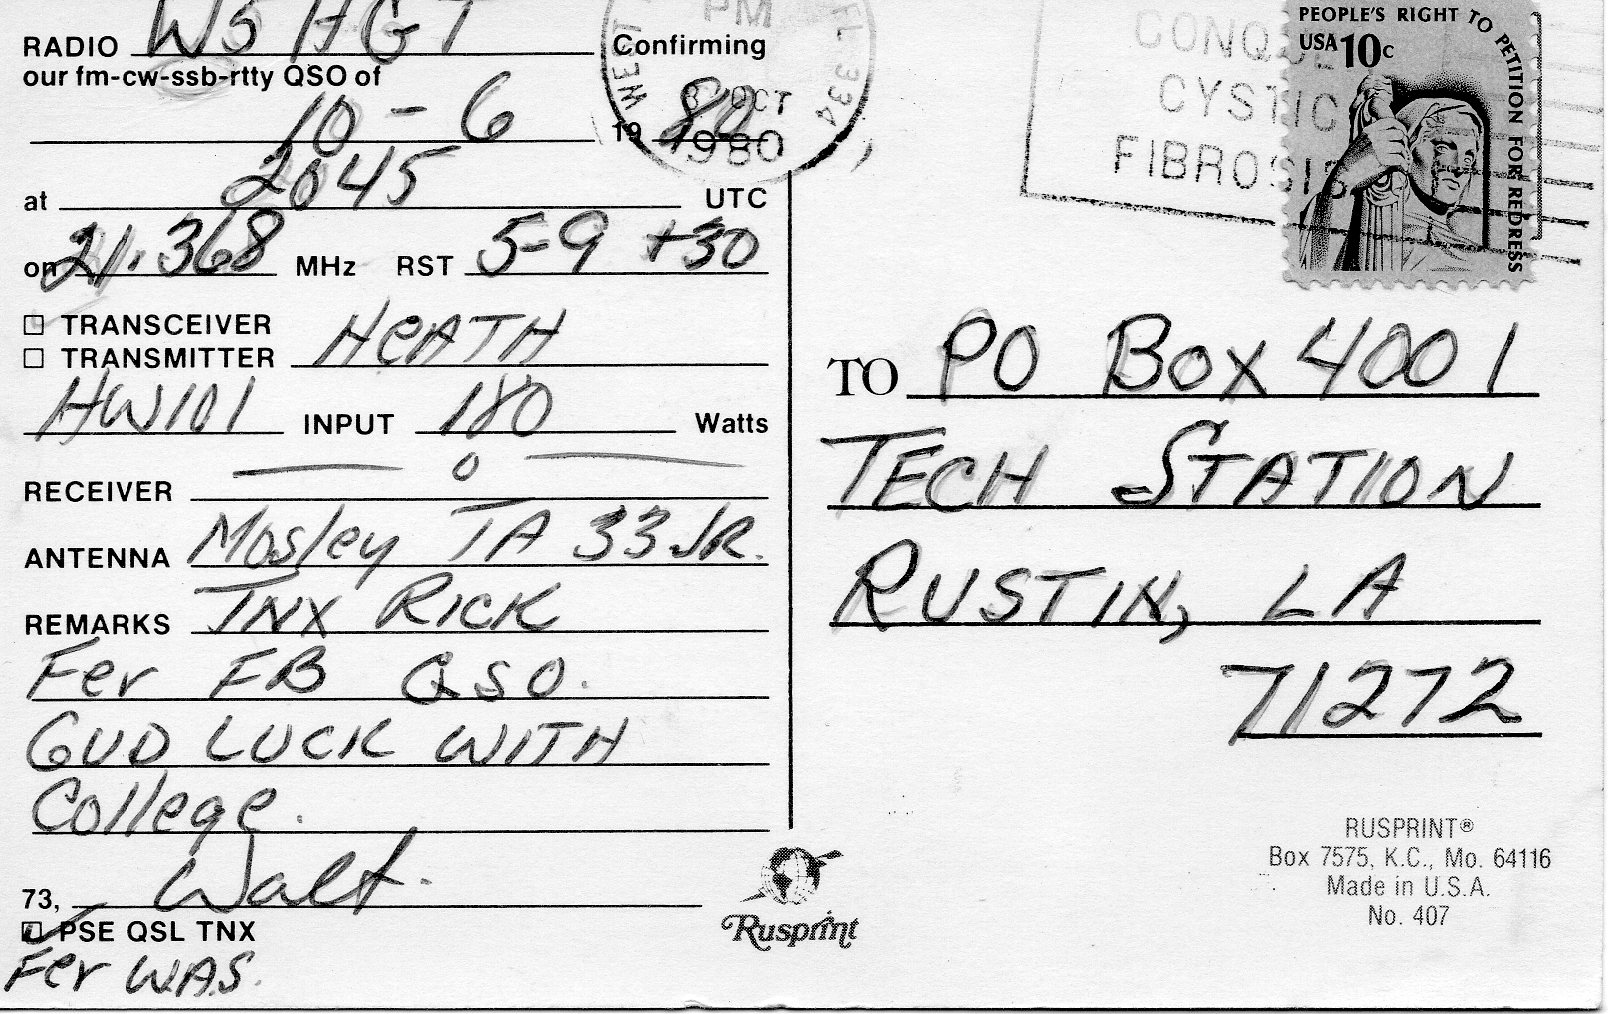 RADIO W5HGT Confirming
our fm-cw-ssb-rtty QSO of
10-6 19 80
at 2045 UTC
on 21.368 MHz RST 5-9 +30
☐ TRANSCEIVER
☐ TRANSMITTER HEATH
HW101 INPUT 180 Watts
RECEIVER — 0 —
ANTENNA Mosley TA 33 JR.
REMARKS TNX RICK
Fer FB QSO.
GUD LUCK WITH
College.
73, Walt.
☑ PSE QSL TNX
Fer W.A.S.
WEST FL 334
PM
OCT
1980
CONQUE
CYSTIC
FIBROSIS
PEOPLE'S RIGHT TO PETITION FOR REDRESS
USA 10c
TO PO Box 4001
TECH STATION
RUSTIN, LA
71272
Rusprint
RUSPRINT®
Box 7575, K.C., Mo. 64116
Made in U.S.A.
No. 407